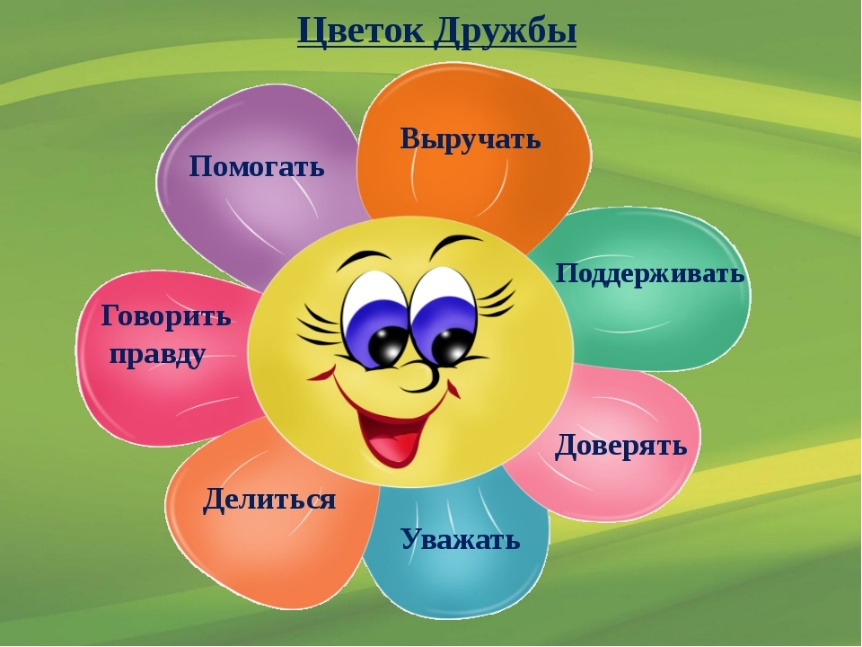 Цветок Дружбы
Выручать
Помогать
Поддерживать
Говорить
правду
Доверять
Делиться
Уважать